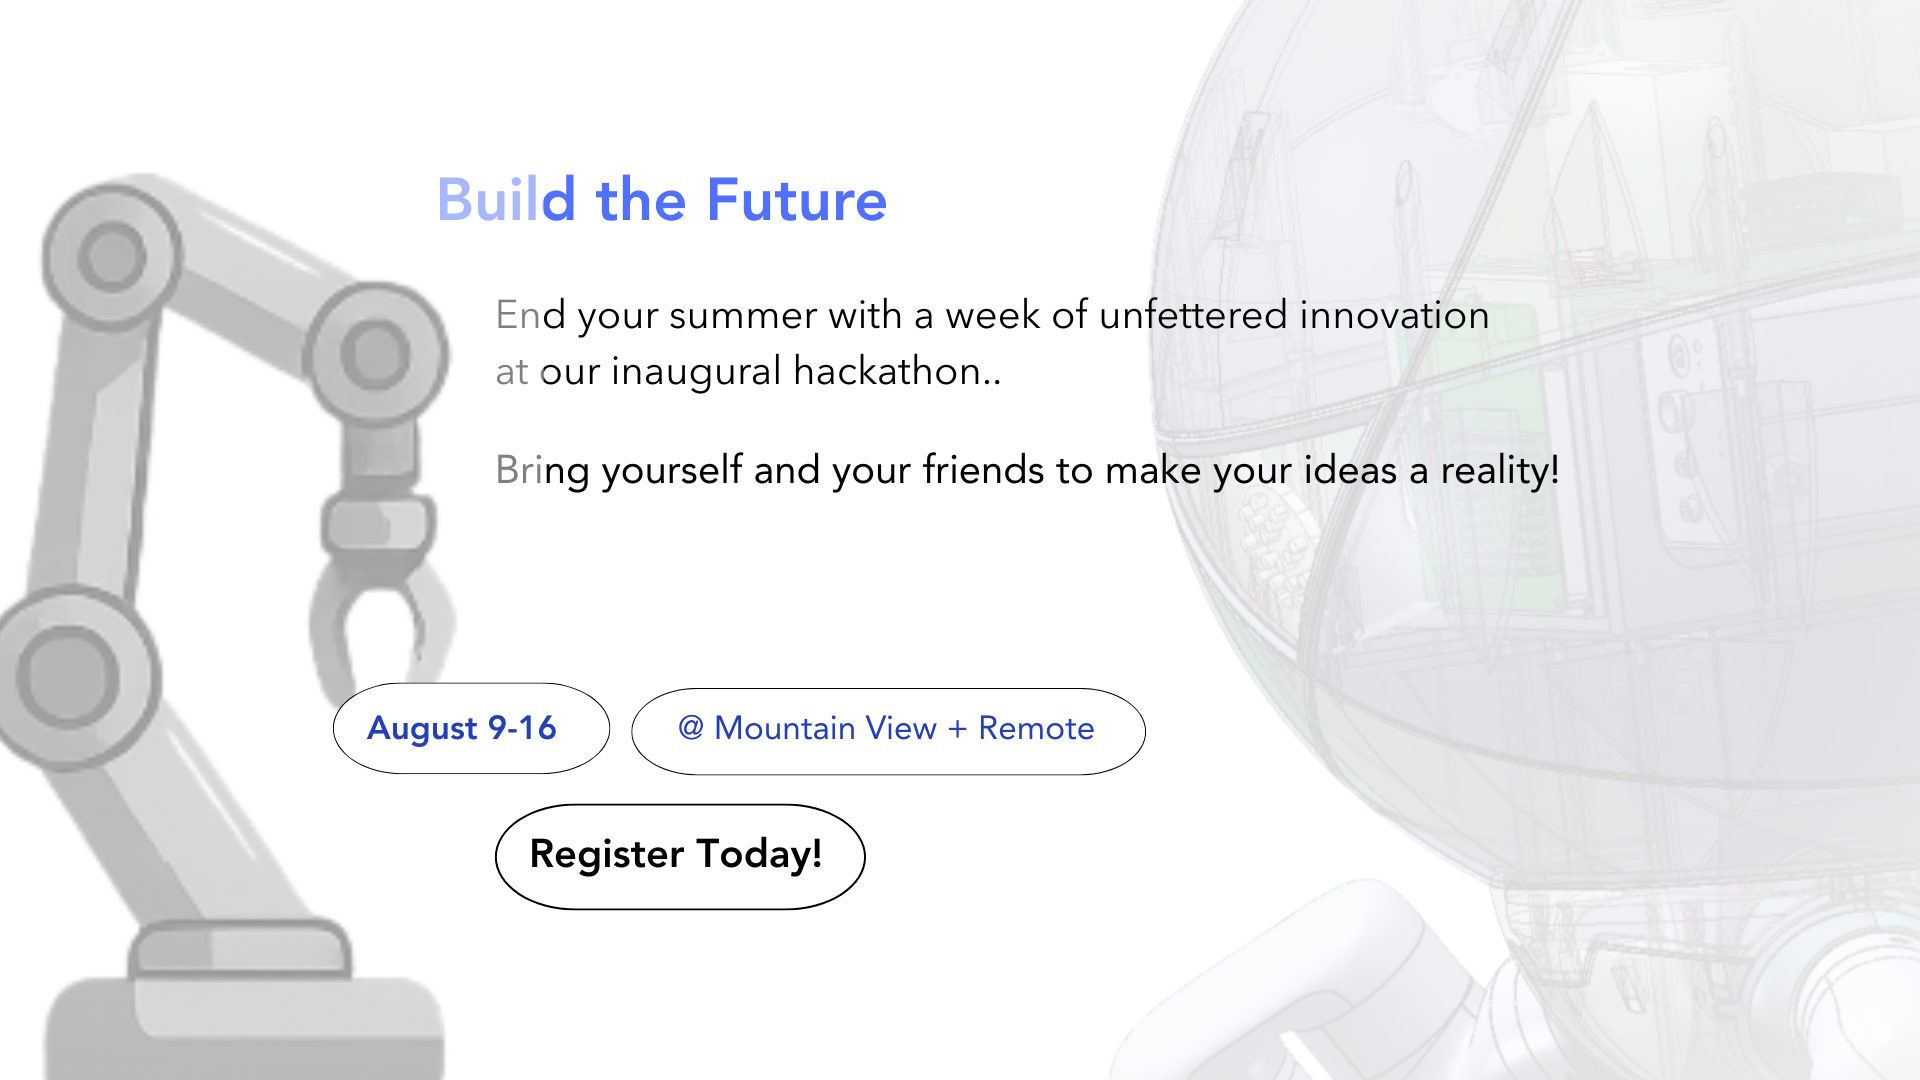 Build the Future
End your summer with a week of unfettered innovation
at our inaugural hackathon..
Bring yourself and your friends to make your ideas a reality!
August 9-16
@ Mountain View + Remote
Register Today!